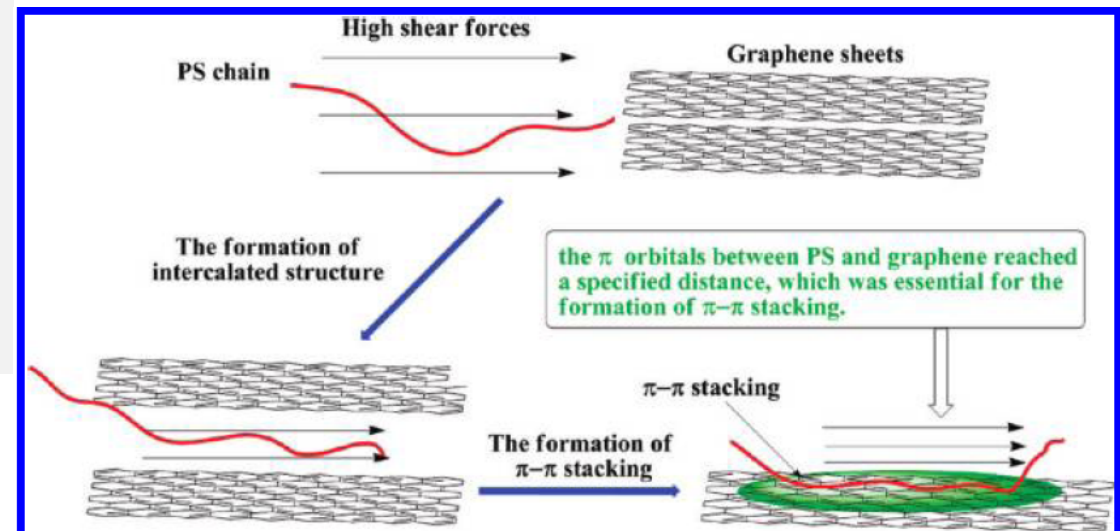 High shear forces
PS chain
Graphene sheets
The formation of
intercalated structure
the π orbitals between PS and graphene reached
a specified distance, which was essential for the
formation of π–π stacking.
π–π stacking
The formation of
π–π stacking